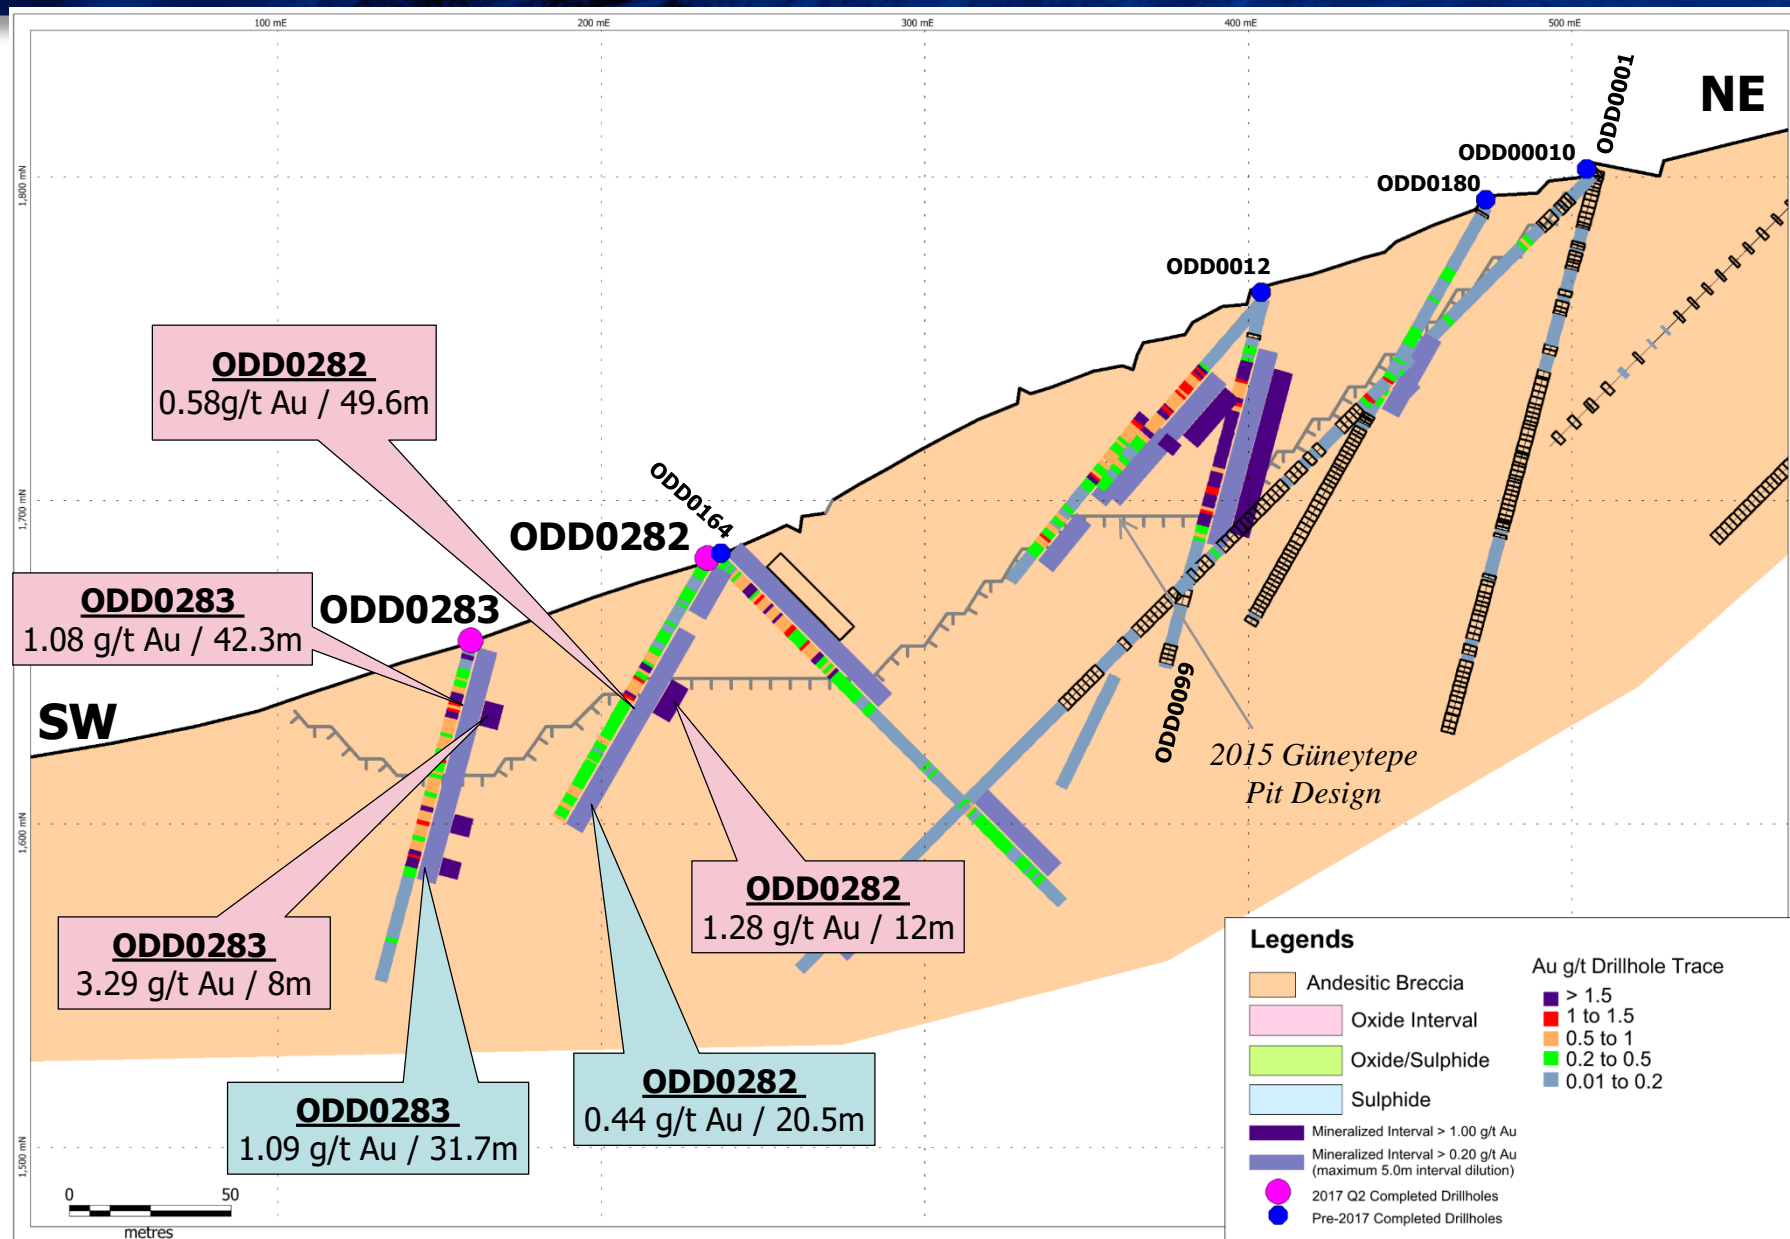 100 mE
200 mE
300 mE
400 mE
500 mE
NE
ODD0001
ODD00010
ODD0180
1,800 mN
ODD0012
ODD0282
0.58g/t Au / 49.6m
ODD0164
1,700 mN
ODD0282
ODD0283
1.08 g/t Au / 42.3m
ODD0283
SW
ODD0099
2015 Güneytepe
Pit Design
1,600 mN
ODD0282
1.28 g/t Au / 12m
ODD0283
3.29 g/t Au / 8m
ODD0282
0.44 g/t Au / 20.5m
ODD0283
1.09 g/t Au / 31.7m
1,500 mN
0 50
metres
Legends
Andesitic Breccia
Oxide Interval
Oxide/Sulphide
Sulphide
Mineralized Interval > 1.00 g/t Au
Mineralized Interval > 0.20 g/t Au
(maximum 5.0m interval dilution)
2017 Q2 Completed Drillholes
Pre-2017 Completed Drillholes
Au g/t Drillhole Trace
> 1.5
1 to 1.5
0.5 to 1
0.2 to 0.5
0.01 to 0.2